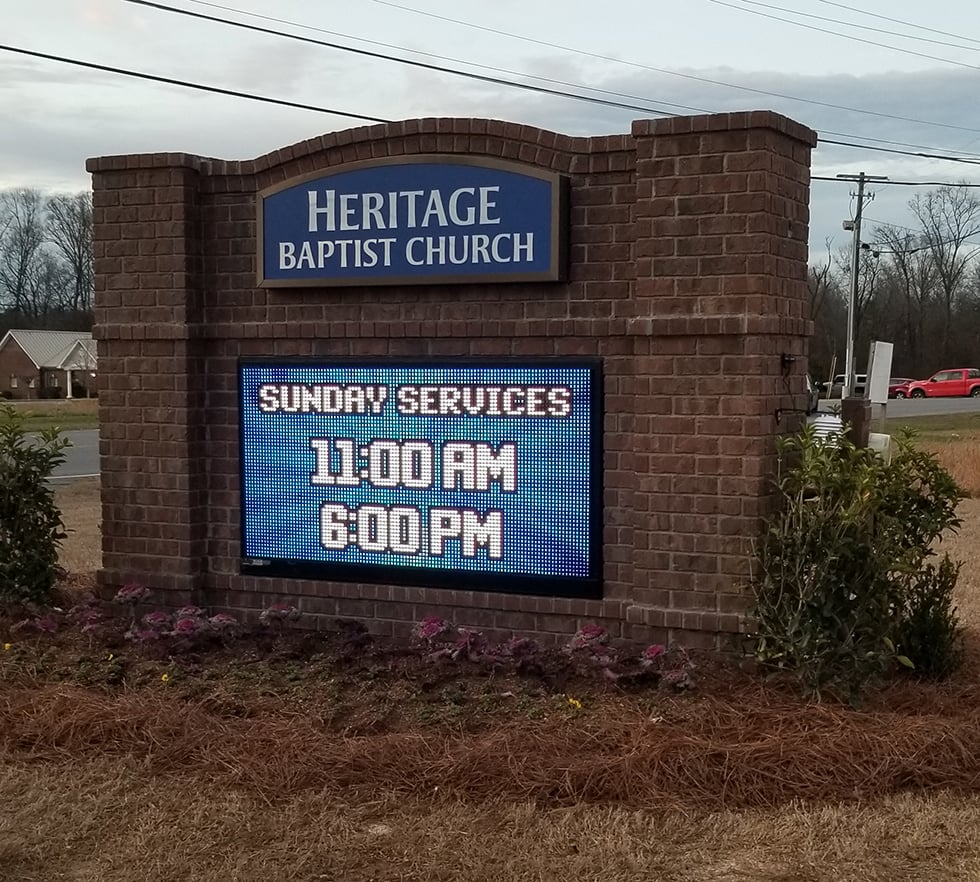 HERITAGE
BAPTIST CHURCH
SUNDAY SERVICES
11:00 AM
6:00 PM